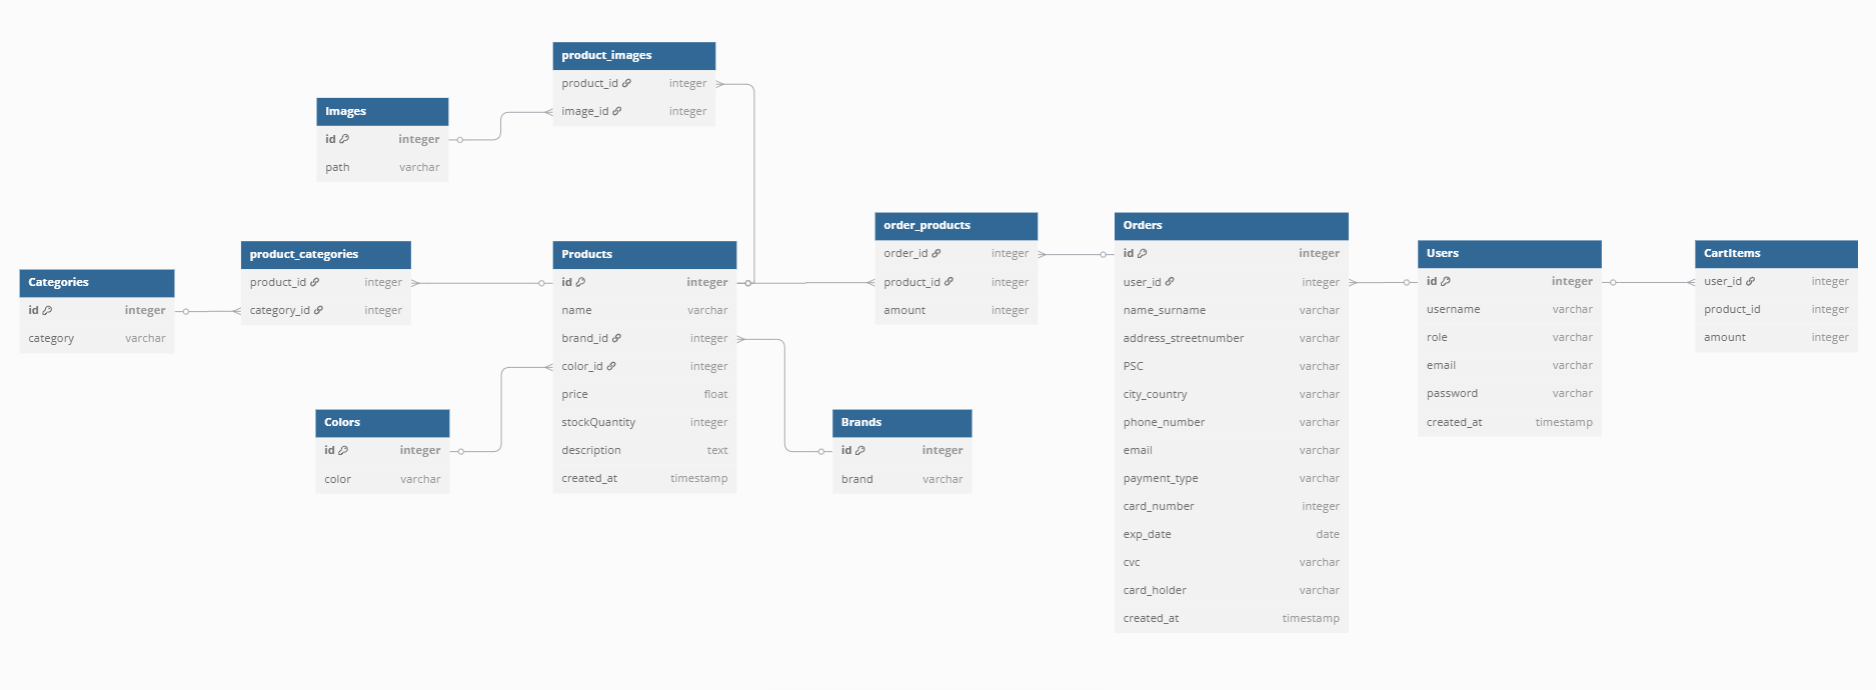 product_images
product_id integer
image_id integer
Images
id integer
path varchar
Categories
id integer
category varchar
product_categories
product_id integer
category_id integer
Products
id integer
name varchar
brand_id integer
color_id integer
price float
stockQuantity integer
description text
created_at timestamp
Colors
id integer
color varchar
Brands
id integer
brand varchar
order_products
order_id integer
product_id integer
amount integer
Orders
id integer
user_id integer
name_surname varchar
address_streetnumber varchar
PSC varchar
city_country varchar
phone_number varchar
email varchar
payment_type varchar
card_number integer
exp_date date
cvc varchar
card_holder varchar
created_at timestamp
Users
id integer
username varchar
role varchar
email varchar
password varchar
created_at timestamp
CartItems
user_id integer
product_id integer
amount integer